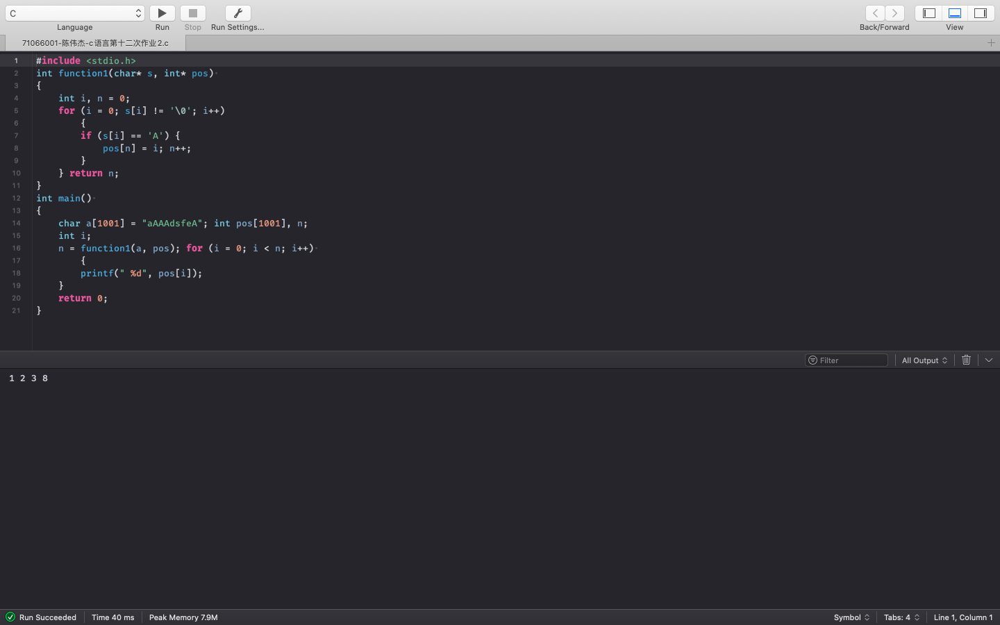 C
Language
Run
Stop
Run Settings...
Back/Forward
View
71066001-陈伟杰-c语言第十二次作业2.c
1 #include <stdio.h>
2 int function1(char* s, int* pos)
3 {
4 int i, n = 0;
5 for (i = 0; s[i] != '\0'; i++)
6 {
7 if (s[i] == 'A') {
8 pos[n] = i; n++;
9 }
10 } return n;
11 }
12 int main()
13 {
14 char a[1001] = "aAAAdsfeA"; int pos[1001], n;
15 int i;
16 n = function1(a, pos); for (i = 0; i < n; i++)
17 {
18 printf(" %d", pos[i]);
19 }
20 return 0;
21 }
Filter
All Output
1 2 3 8
Run Succeeded
Time 40 ms
Peak Memory 7.9M
Symbol
Tabs: 4
Line 1, Column 1